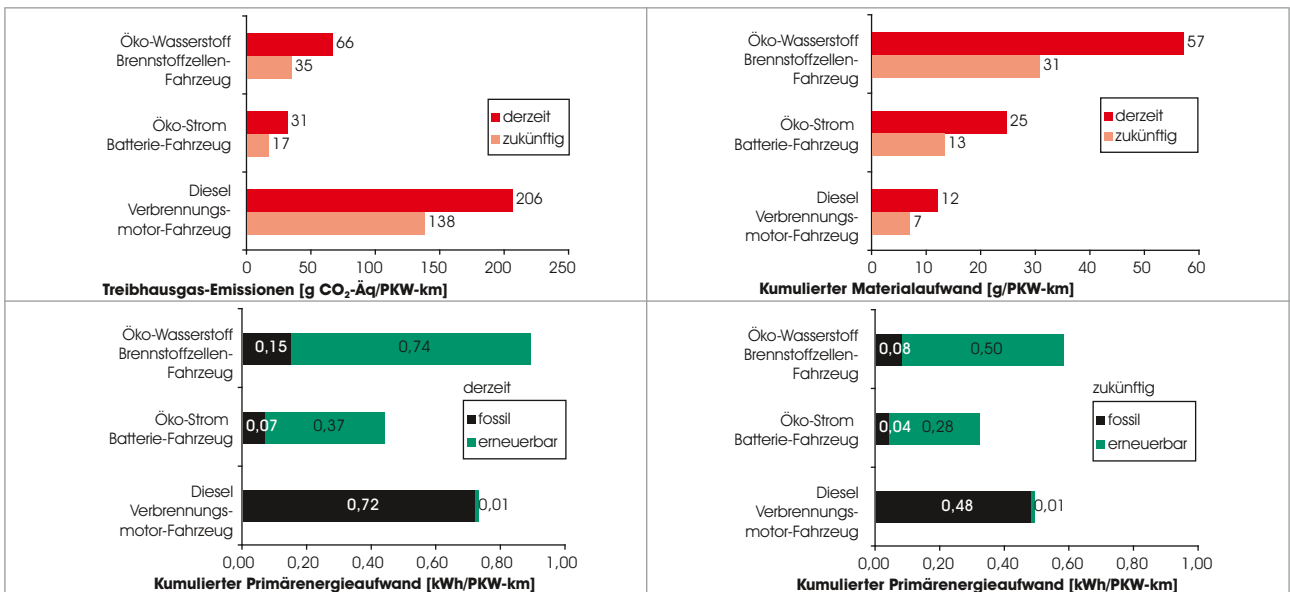 Öko-Wasserstoff
Brennstoffzellen-
Fahrzeug
66
35
Öko-Strom
Batterie-Fahrzeug
31
17
derzeit
zukünftig
Diesel
Verbrennungs-
motor-Fahrzeug
206
138
0 50 100 150 200 250
Treibhausgas-Emissionen [g CO₂-Äq/PKW-km]
Öko-Wasserstoff
Brennstoffzellen-
Fahrzeug
57
31
Öko-Strom
Batterie-Fahrzeug
25
13
derzeit
zukünftig
Diesel
Verbrennungs-
motor-Fahrzeug
12
7
0 10 20 30 40 50 60
Kumulierter Materialaufwand [g/PKW-km]
Öko-Wasserstoff
Brennstoffzellen-
Fahrzeug
0,15 0,74
derzeit
fossil
erneuerbar
Öko-Strom
Batterie-Fahrzeug
0,07 0,37
Diesel
Verbrennungs-
motor-Fahrzeug
0,72 0,01
0,00 0,20 0,40 0,60 0,80 1,00
Kumulierter Primärenergieaufwand [kWh/PKW-km]
Öko-Wasserstoff
Brennstoffzellen-
Fahrzeug
0,08 0,50
zukünftig
fossil
erneuerbar
Öko-Strom
Batterie-Fahrzeug
0,04 0,28
Diesel
Verbrennungs-
motor-Fahrzeug
0,48 0,01
0,00 0,20 0,40 0,60 0,80 1,00
Kumulierter Primärenergieaufwand [kWh/PKW-km]